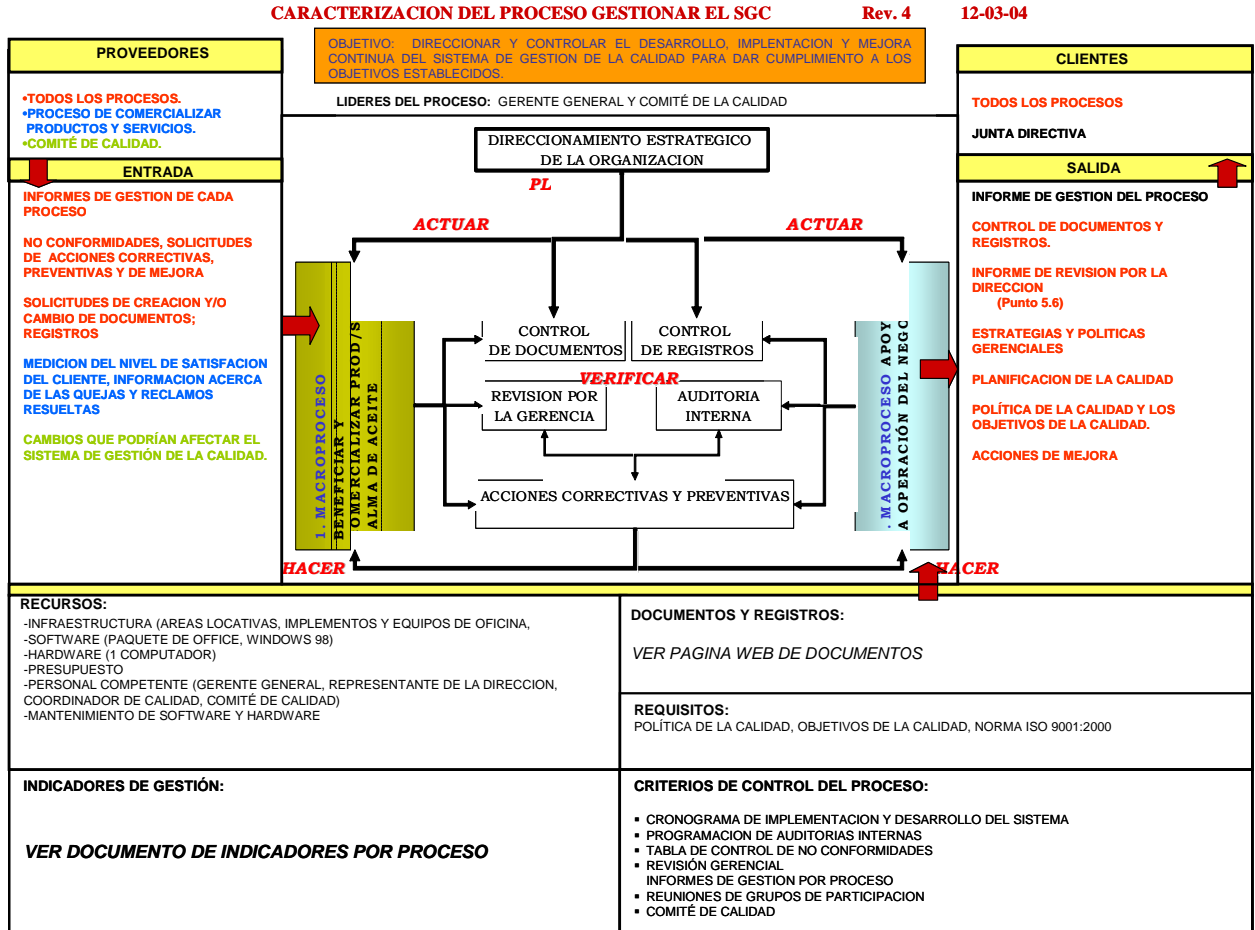 CARACTERIZACION DEL PROCESO GESTIONAR EL SGC Rev. 4 12-03-04
OBJETIVO: DIRECCIONAR Y CONTROLAR EL DESARROLLO, IMPLENTACION Y MEJORA
CONTINUA DEL SISTEMA DE GESTION DE LA CALIDAD PARA DAR CUMPLIMIENTO A LOS
OBJETIVOS ESTABLECIDOS.
LIDERES DEL PROCESO: GERENTE GENERAL Y COMITÉ DE LA CALIDAD
PROVEEDORES
•TODOS LOS PROCESOS.
•PROCESO DE COMERCIALIZAR
PRODUCTOS Y SERVICIOS.
•COMITÉ DE CALIDAD.
ENTRADA
INFORMES DE GESTION DE CADA
PROCESO
NO CONFORMIDADES, SOLICITUDES
DE ACCIONES CORRECTIVAS,
PREVENTIVAS Y DE MEJORA
SOLICITUDES DE CREACION Y/O
CAMBIO DE DOCUMENTOS;
REGISTROS
MEDICION DEL NIVEL DE SATISFACION
DEL CLIENTE, INFORMACION ACERCA
DE LAS QUEJAS Y RECLAMOS
RESUELTAS
CAMBIOS QUE PODRÍAN AFECTAR EL
SISTEMA DE GESTIÓN DE LA CALIDAD.
DIRECCIONAMIENTO ESTRATEGICO
DE LA ORGANIZACION
PL
ACTUAR
ACTUAR
1. MACROPROCESO
BENEFICIAR Y
OMERCIALIZAR PROD/S
ALMA DE ACEITE
CONTROL
DE DOCUMENTOS
CONTROL
DE REGISTROS
VERIFICAR
REVISION POR
LA GERENCIA
AUDITORIA
INTERNA
ACCIONES CORRECTIVAS Y PREVENTIVAS
. MACROPROCESO APOY
A OPERACIÓN DEL NEGO
HACER
HACER
CLIENTES
TODOS LOS PROCESOS
JUNTA DIRECTIVA
SALIDA
INFORME DE GESTION DEL PROCESO
CONTROL DE DOCUMENTOS Y
REGISTROS.
INFORME DE REVISION POR LA
DIRECCION
(Punto 5.6)
ESTRATEGIAS Y POLITICAS
GERENCIALES
PLANIFICACION DE LA CALIDAD
POLÍTICA DE LA CALIDAD Y LOS
OBJETIVOS DE LA CALIDAD.
ACCIONES DE MEJORA
RECURSOS:
-INFRAESTRUCTURA (AREAS LOCATIVAS, IMPLEMENTOS Y EQUIPOS DE OFICINA,
-SOFTWARE (PAQUETE DE OFFICE, WINDOWS 98)
-HARDWARE (1 COMPUTADOR)
-PRESUPUESTO
-PERSONAL COMPETENTE (GERENTE GENERAL, REPRESENTANTE DE LA DIRECCION,
COORDINADOR DE CALIDAD, COMITÉ DE CALIDAD)
-MANTENIMIENTO DE SOFTWARE Y HARDWARE
DOCUMENTOS Y REGISTROS:
VER PAGINA WEB DE DOCUMENTOS
REQUISITOS:
POLÍTICA DE LA CALIDAD, OBJETIVOS DE LA CALIDAD, NORMA ISO 9001:2000
INDICADORES DE GESTIÓN:
VER DOCUMENTO DE INDICADORES POR PROCESO
CRITERIOS DE CONTROL DEL PROCESO:
▪ CRONOGRAMA DE IMPLEMENTACION Y DESARROLLO DEL SISTEMA
▪ PROGRAMACION DE AUDITORIAS INTERNAS
▪ TABLA DE CONTROL DE NO CONFORMIDADES
▪ REVISIÓN GERENCIAL
INFORMES DE GESTION POR PROCESO
▪ REUNIONES DE GRUPOS DE PARTICIPACION
▪ COMITÉ DE CALIDAD